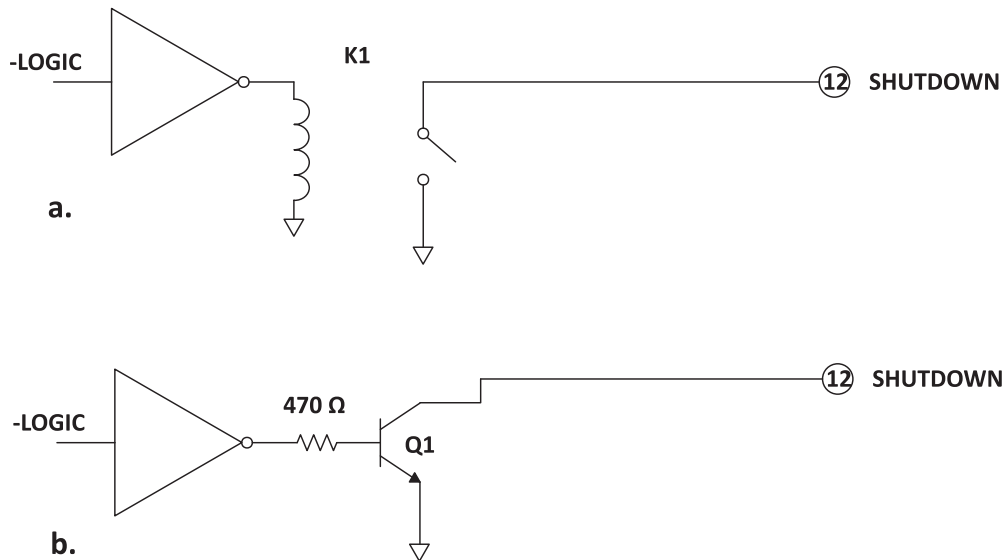 -LOGIC
K1
12 SHUTDOWN
a.
-LOGIC
470 Ω
Q1
12 SHUTDOWN
b.